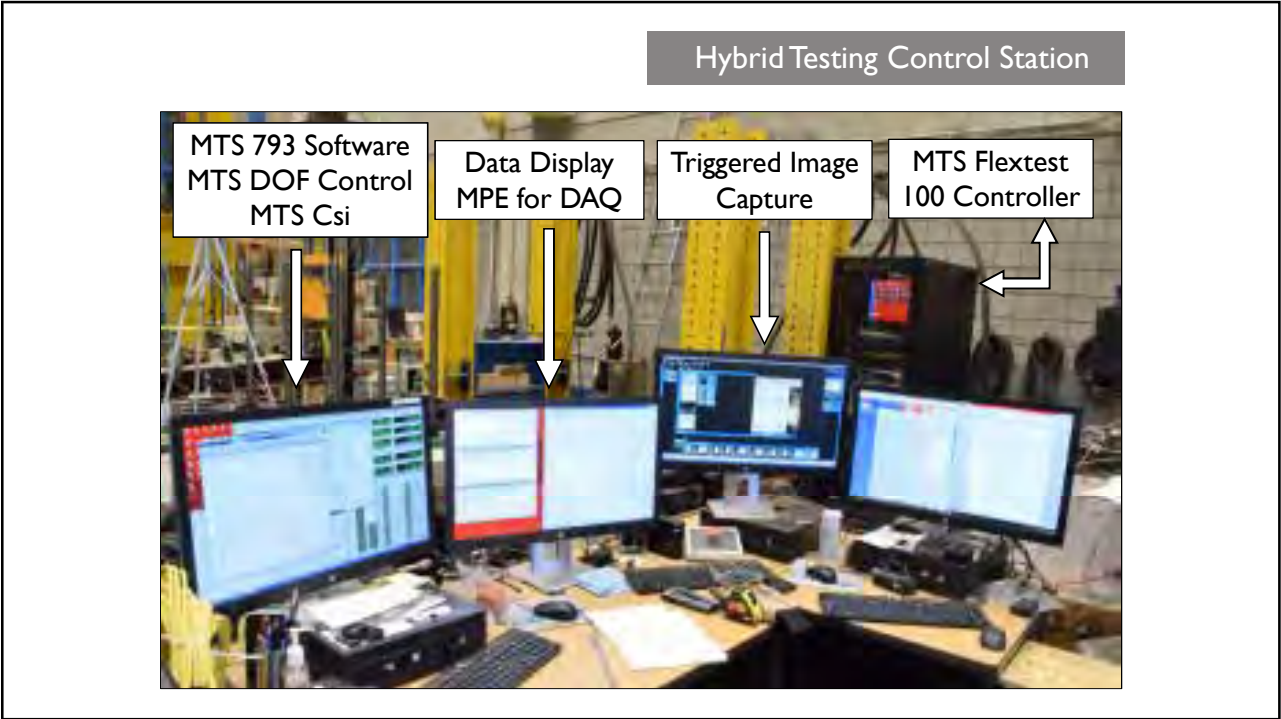 Hybrid Testing Control Station
MTS 793 Software
MTS DOF Control
MTS Csi
Data Display
MPE for DAQ
Triggered Image
Capture
MTS Flextest
100 Controller